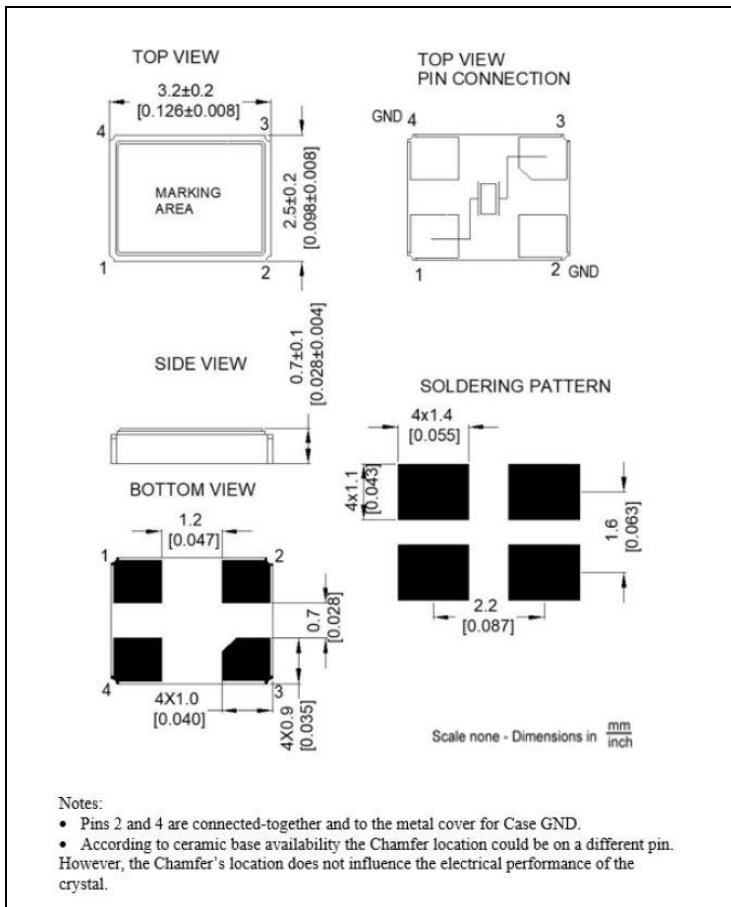 TOP VIEW
3.2±0.2
[0.126±0.008]
4
3
MARKING
AREA
2.5±0.2
[0.098±0.008]
1
2
TOP VIEW
PIN CONNECTION
GND 4
3
1
2 GND
SIDE VIEW
0.7±0.1
[0.028±0.004]
SOLDERING PATTERN
4x1.4
[0.055]
4x1.1
[0.043]
1.6
[0.063]
2.2
[0.087]
BOTTOM VIEW
1.2
[0.047]
1
2
0.7
[0.028]
4
3
4X1.0
[0.040]
4X0.9
[0.035]
Scale none - Dimensions in mm
inch
Notes:
• Pins 2 and 4 are connected-together and to the metal cover for Case GND.
• According to ceramic base availability the Chamfer location could be on a different pin.
However, the Chamfer’s location does not influence the electrical performance of the
crystal.